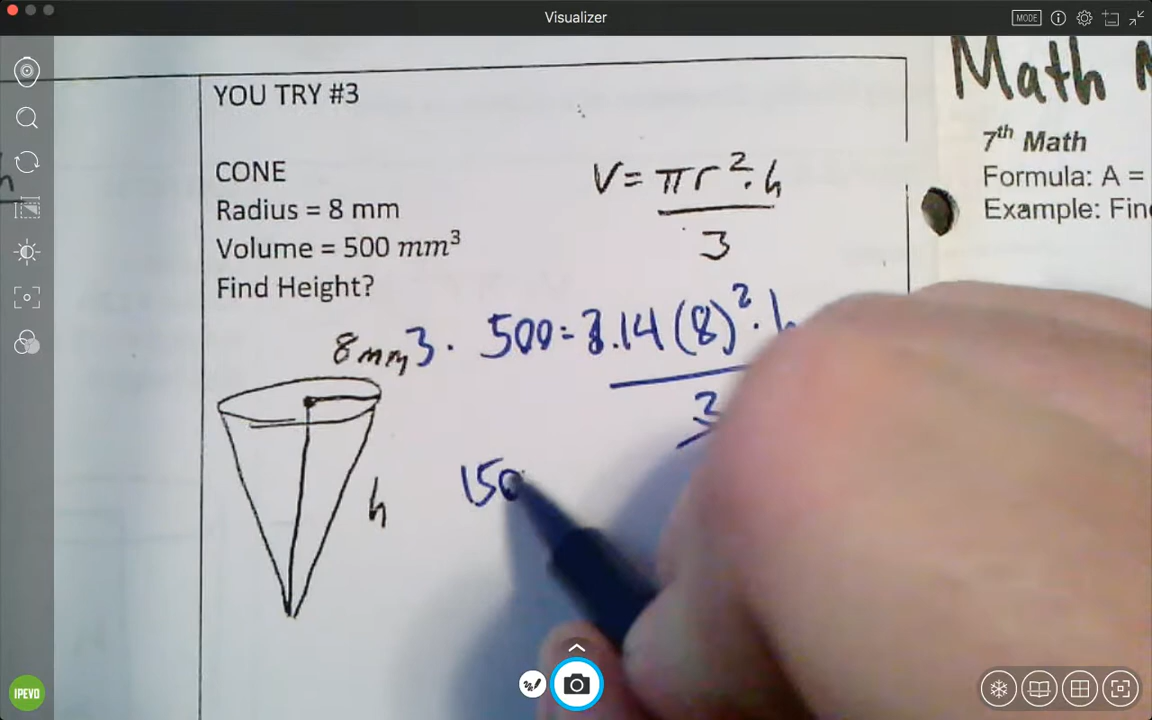 Visualizer
MODE
YOU TRY #3
CONE
Radius = 8 mm
Volume = 500 mm³
Find Height?
V = πr²·h
3
3 · 500 = 3.14 (8)² · h
3
150
8mm
h
h
Math
7th Math
Formula: A =
Example:
IPEVO